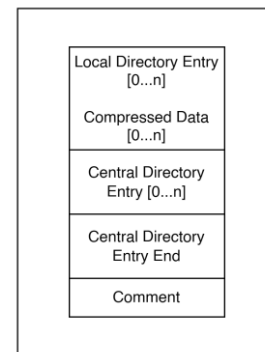 Local Directory Entry
[0...n]
Compressed Data
[0...n]
Central Directory
Entry [0...n]
Central Directory
Entry End
Comment